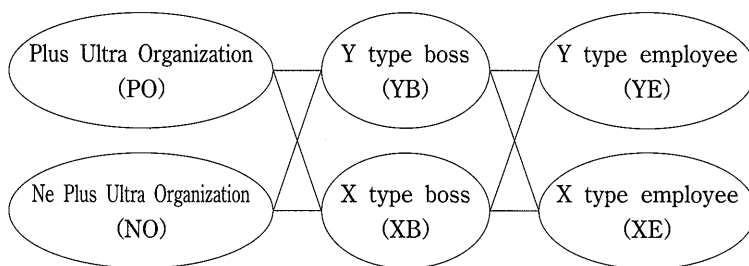 Plus Ultra Organization
(PO)
Y type boss
(YB)
Y type employee
(YE)
Ne Plus Ultra Organization
(NO)
X type boss
(XB)
X type employee
(XE)